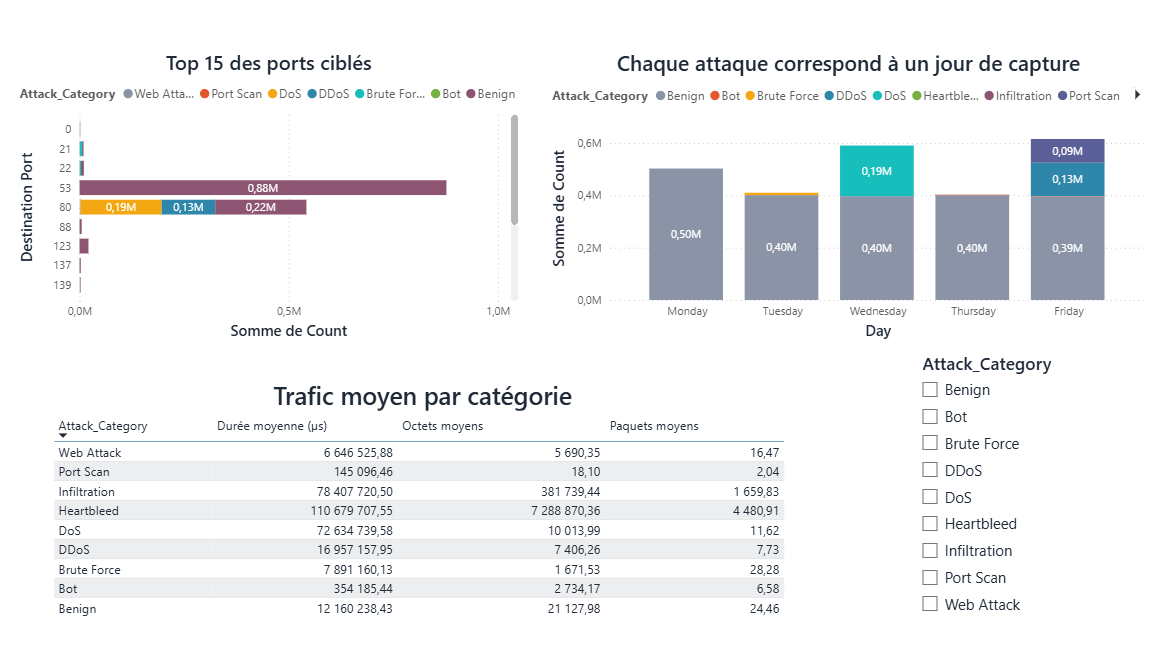 Top 15 des ports ciblés
Attack_Category Web Atta... Port Scan DoS DDoS Brute For... Bot Benign
Destination Port
0
21
22
53 0,88M
80 0,19M 0,13M 0,22M
88
123
137
139
0,0M 0,5M 1,0M
Somme de Count
Chaque attaque correspond à un jour de capture
Attack_Category Benign Bot Brute Force DDoS DoS Heartble... Infiltration Port Scan
Somme de Count
0,6M
0,4M
0,2M
0,0M
0,50M
0,40M
0,19M
0,40M
0,40M
0,09M
0,13M
0,39M
Monday Tuesday Wednesday Thursday Friday
Day
Trafic moyen par catégorie
Attack_Category Durée moyenne (µs) Octets moyens Paquets moyens
Web Attack 6 646 525,88 5 690,35 16,47
Port Scan 145 096,46 18,10 2,04
Infiltration 78 407 720,50 381 739,44 1 659,83
Heartbleed 110 679 707,55 7 288 870,36 4 480,91
DoS 72 634 739,58 10 013,99 11,62
DDoS 16 957 157,95 7 406,26 7,73
Brute Force 7 891 160,13 1 671,53 28,28
Bot 354 185,44 2 734,17 6,58
Benign 12 160 238,43 21 127,98 24,46
Attack_Category
Benign
Bot
Brute Force
DDoS
DoS
Heartbleed
Infiltration
Port Scan
Web Attack